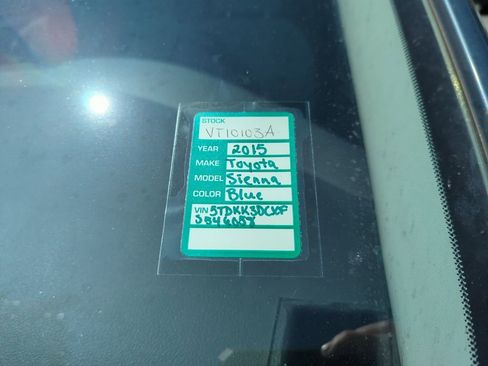 STOCK
VT10103A
YEAR 2015
MAKE Toyota
MODEL Sienna
COLOR Blue
VIN